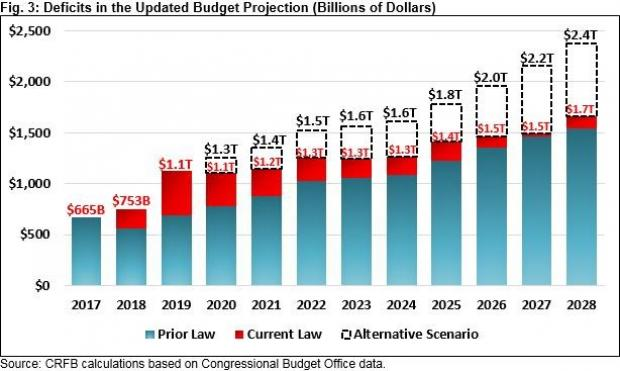 Fig. 3: Deficits in the Updated Budget Projection (Billions of Dollars)
$2,500
$2,000
$1,500
$1,000
$500
$0
$665B
$753B
$1.1T
$1.3T
$1.1T
$1.4T
$1.2T
$1.5T
$1.3T
$1.6T
$1.3T
$1.6T
$1.3T
$1.8T
$1.4T
$2.0T
$1.5T
$2.2T
$1.5T
$2.4T
$1.7T
2017 2018 2019 2020 2021 2022 2023 2024 2025 2026 2027 2028
Prior Law Current Law Alternative Scenario
Source: CRFB calculations based on Congressional Budget Office data.